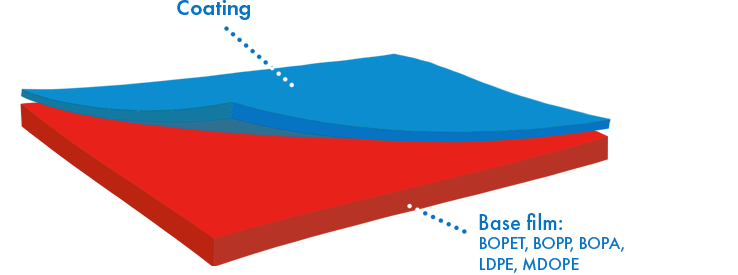 Coating
Base film:
BOPET, BOPP, BOPA,
LDPE, MDOPE